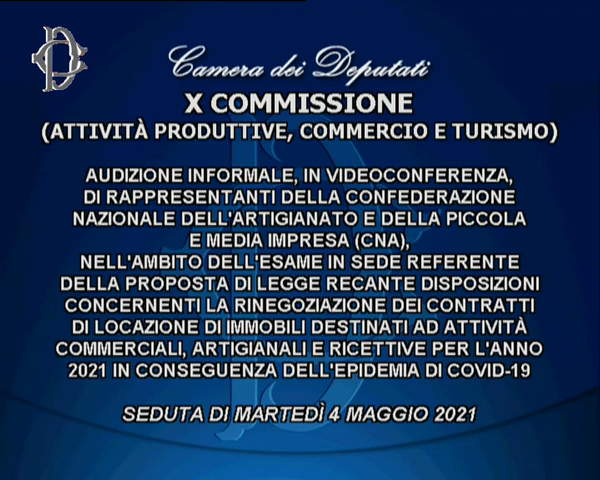 Camera dei Deputati
X COMMISSIONE
(ATTIVITÀ PRODUTTIVE, COMMERCIO E TURISMO)
AUDIZIONE INFORMALE, IN VIDEOCONFERENZA,
DI RAPPRESENTANTI DELLA CONFEDERAZIONE
NAZIONALE DELL'ARTIGIANATO E DELLA PICCOLA
E MEDIA IMPRESA (CNA),
NELL'AMBITO DELL'ESAME IN SEDE REFERENTE
DELLA PROPOSTA DI LEGGE RECANTE DISPOSIZIONI
CONCERNENTI LA RINEGOZIAZIONE DEI CONTRATTI
DI LOCAZIONE DI IMMOBILI DESTINATI AD ATTIVITÀ
COMMERCIALI, ARTIGIANALI E RICETTIVE PER L'ANNO
2021 IN CONSEGUENZA DELL'EPIDEMIA DI COVID-19
SEDUTA DI MARTEDÌ 4 MAGGIO 2021